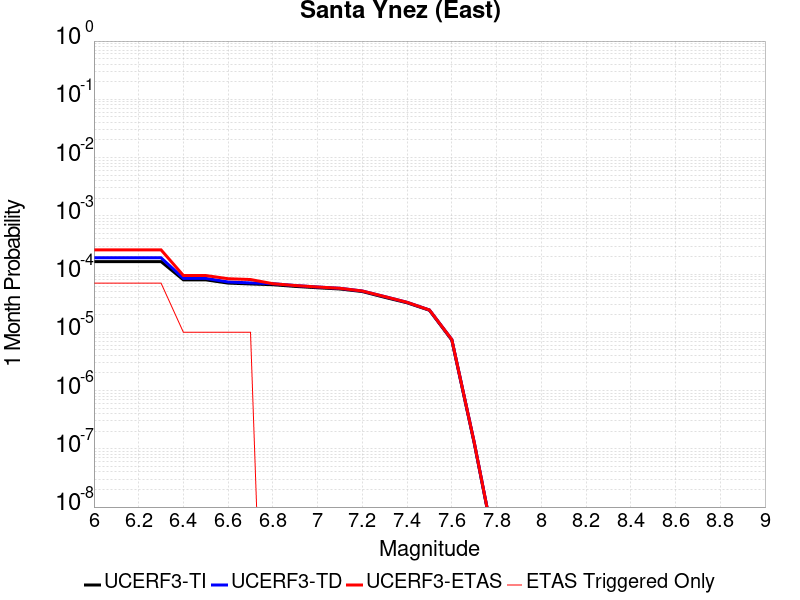 Santa Ynez (East)
10^0
10^-1
10^-2
10^-3
10^-4
10^-5
10^-6
10^-7
10^-8
1 Month Probability
6 6.2 6.4 6.6 6.8 7 7.2 7.4 7.6 7.8 8 8.2 8.4 8.6 8.8 9
Magnitude
UCERF3-TI UCERF3-TD UCERF3-ETAS ETAS Triggered Only